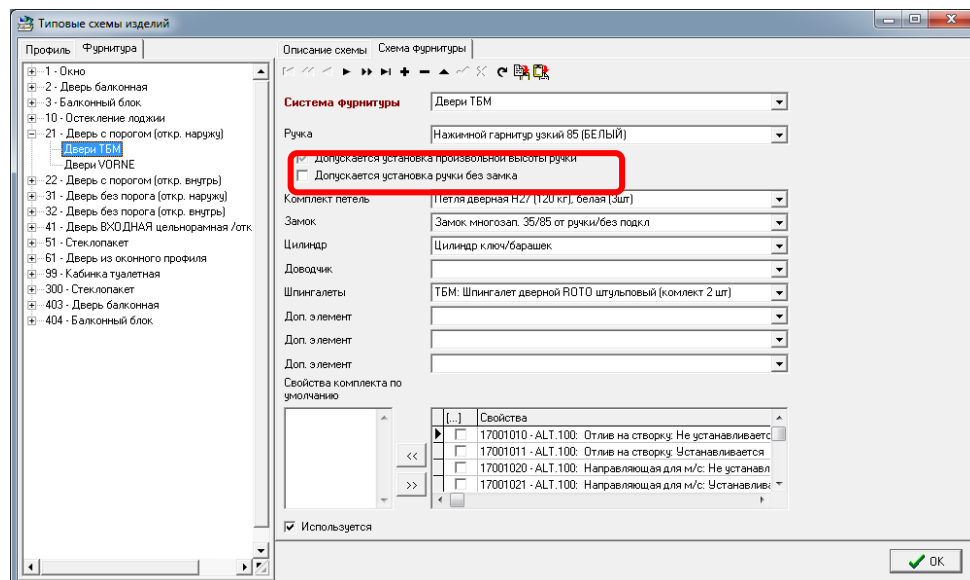 Типовые схемы изделий
Профиль Фурнитура
1 - Окно
2 - Дверь балконная
3 - Балконный блок
10 - Остекление лоджии
21 - Дверь с порогом (откр. наружу)
Двери ТБМ
Двери VORNE
22 - Дверь с порогом (откр. внутрь)
31 - Дверь без порога (откр. наружу)
32 - Дверь без порога (откр. внутрь)
41 - Дверь ВХОДНАЯ цельнорамная /отк
51 - Стеклопакет
61 - Дверь из оконного профиля
99 - Кабинка туалетная
300 - Стеклопакет
403 - Дверь балконная
404 - Балконный блок
Описание схемы Схема фурнитуры
Система фурнитуры Двери ТБМ
Ручка Нажимной гарнитур узкий 85 (БЕЛЫЙ)
Допускается установка произвольной высоты ручки
Допускается установка ручки без замка
Комплект петель Петля дверная H27 (120 кг), белая (3шт)
Замок Замок многозап. 35/85 от ручки/без подкл
Цилиндр Цилиндр ключ/барашек
Доводчик
Шпингалеты ТБМ: Шпингалет дверной ROTO штульповый (комлект 2 шт)
Доп. элемент
Доп. элемент
Доп. элемент
Свойства комплекта по
умолчанию
[...] Свойства
17001010 - ALT.100: Отлив на створку: Не устанавливаетс
17001011 - ALT.100: Отлив на створку: Устанавливается
17001020 - ALT.100: Направляющая для м/с: Не устанавл
17001021 - ALT.100: Направляющая для м/с: Устанавлива
<<
>>
Используется
OK